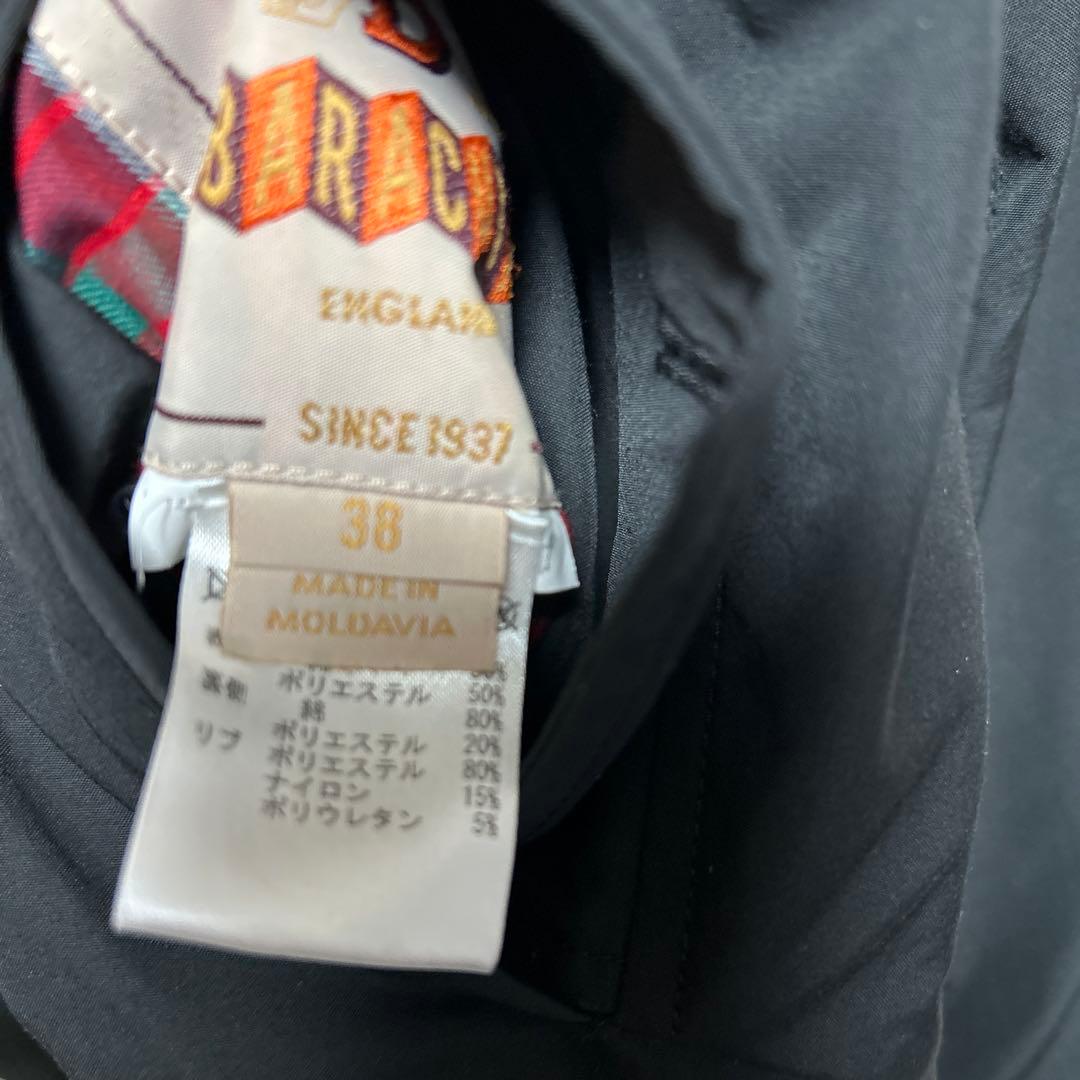 BARAC
ENGLAND
SINCE 1937
38
MADE IN
MOLDAVIA
ポリエステル 50%
裏側 綿 80%
ポリエステル 20%
リブ ポリエステル 80%
ナイロン 15%
ポリウレタン 5%